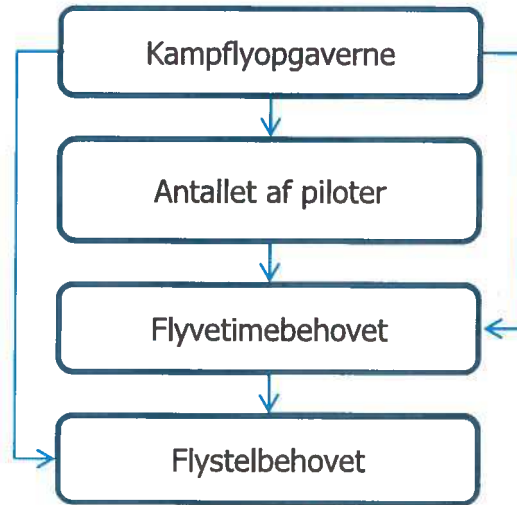 Kampflyopgaverne
Antallet af piloter
Flyvetimebehovet
Flystelbehovet